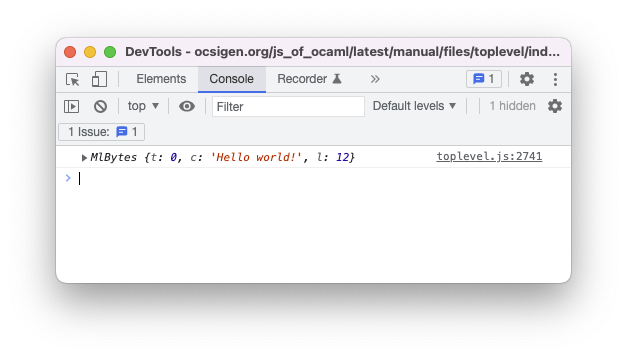 DevTools - ocsigen.org/js_of_ocaml/latest/manual/files/toplevel/ind...
Elements Console Recorder 1
top Filter Default levels 1 hidden
1 Issue: 1
MlBytes {t: 0, c: 'Hello world!', l: 12} toplevel.js:2741